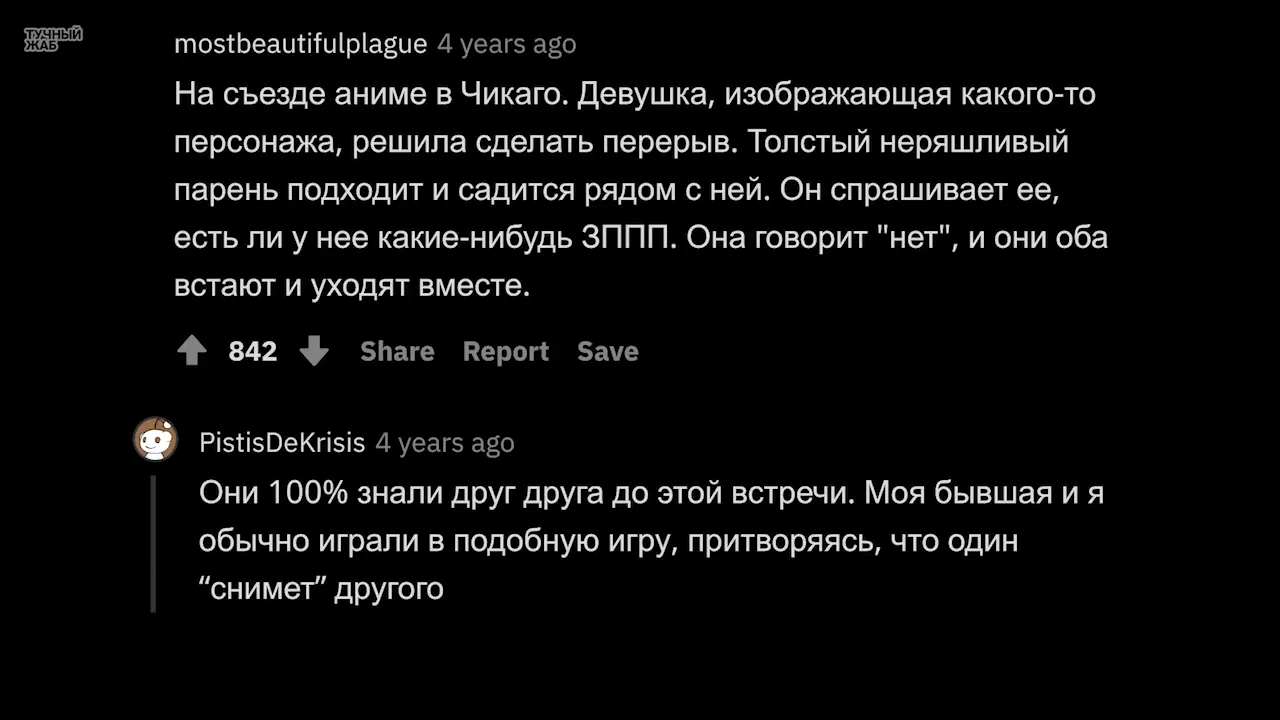 ТУЧНЫЙ
ЖАБ
mostbeautifulplague 4 years ago
На съезде аниме в Чикаго. Девушка, изображающая какого-то
персонажа, решила сделать перерыв. Толстый неряшливый
парень подходит и садится рядом с ней. Он спрашивает ее,
есть ли у нее какие-нибудь ЗППП. Она говорит "нет", и они оба
встают и уходят вместе.
842 Share Report Save
PistisDeKrisis 4 years ago
Они 100% знали друг друга до этой встречи. Моя бывшая и я
обычно играли в подобную игру, притворяясь, что один
“снимет” другого